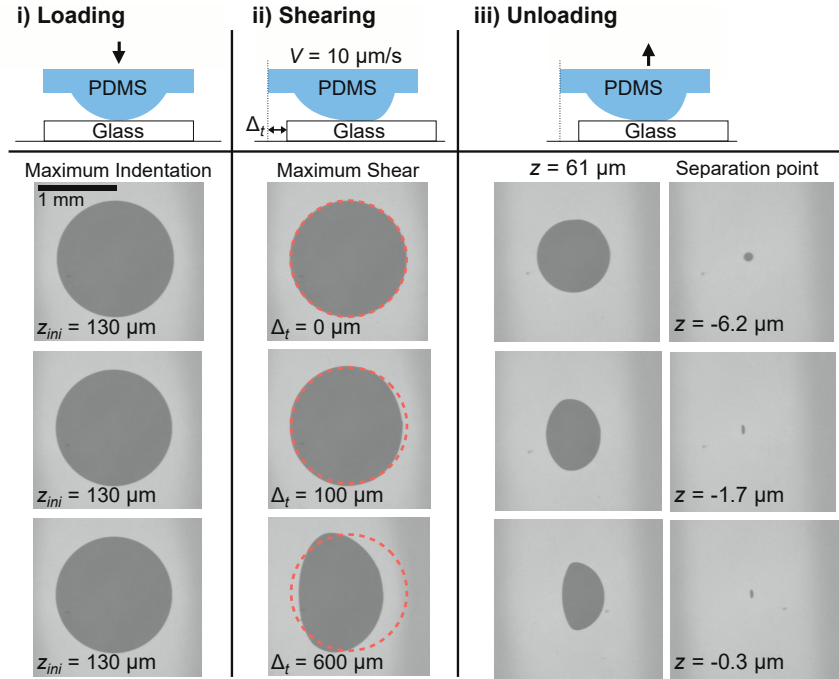 i) Loading
ii) Shearing
iii) Unloading
V = 10 µm/s
PDMS
PDMS
PDMS
Δt
Glass
Glass
Glass
Maximum Indentation
Maximum Shear
z = 61 µm
Separation point
1 mm
zini = 130 µm
Δt = 0 µm
z = -6.2 µm
zini = 130 µm
Δt = 100 µm
z = -1.7 µm
zini = 130 µm
Δt = 600 µm
z = -0.3 µm